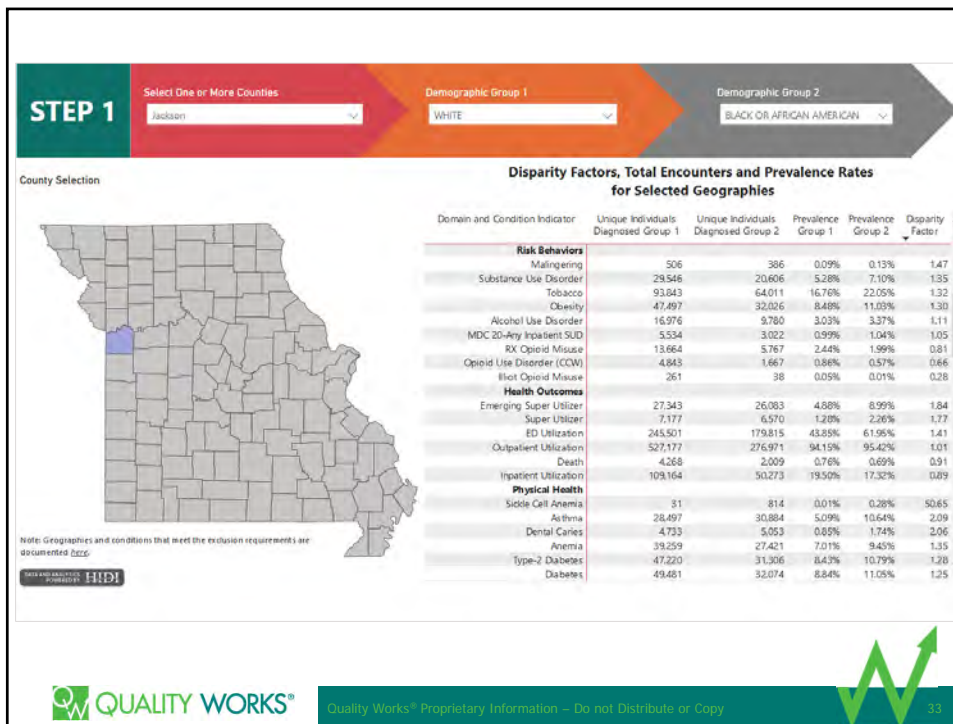 STEP 1
Select One or More Counties
Jackson
Demographic Group 1
WHITE
Demographic Group 2
BLACK OR AFRICAN AMERICAN
County Selection
Note: Geographies and conditions that meet the exclusion requirements are
documented here.
DATA AND ANALYTICS
POWERED BY HIDI
Disparity Factors, Total Encounters and Prevalence Rates
for Selected Geographies
Domain and Condition Indicator Unique Individuals Diagnosed Group 1 Unique Individuals Diagnosed Group 2 Prevalence Group 1 Prevalence Group 2 Disparity Factor
Risk Behaviors
Malingering 506 386 0.09% 0.13% 1.47
Substance Use Disorder 29,546 20,606 5.28% 7.10% 1.35
Tobacco 93,843 64,011 16.76% 22.05% 1.32
Obesity 47,497 32,026 8.48% 11.03% 1.30
Alcohol Use Disorder 16,976 9,780 3.03% 3.37% 1.11
MDC 20-Any Inpatient SUD 5,534 3,022 0.99% 1.04% 1.05
RX Opioid Misuse 13,664 5,767 2.44% 1.99% 0.81
Opioid Use Disorder (CCW) 4,843 1,667 0.86% 0.57% 0.66
Illiot Opioid Misuse 261 38 0.05% 0.01% 0.28
Health Outcomes
Emerging Super Utilizer 27,343 26,083 4.88% 8.99% 1.84
Super Utilizer 7,177 6,570 1.28% 2.26% 1.77
ED Utilization 245,501 179,815 43.85% 61.95% 1.41
Outpatient Utilization 527,177 276,971 94.15% 95.42% 1.01
Death 4,268 2,009 0.76% 0.69% 0.91
Inpatient Utilization 109,164 50,273 19.50% 17.32% 0.89
Physical Health
Sickle Cell Anemia 31 814 0.01% 0.28% 50.65
Asthma 28,497 30,884 5.09% 10.64% 2.09
Dental Caries 4,733 5,053 0.85% 1.74% 2.06
Anemia 39,259 27,421 7.01% 9.45% 1.35
Type-2 Diabetes 47,220 31,306 8.43% 10.79% 1.28
Diabetes 49,481 32,074 8.84% 11.05% 1.25
QW QUALITY WORKS®
Quality Works® Proprietary Information – Do not Distribute or Copy
33